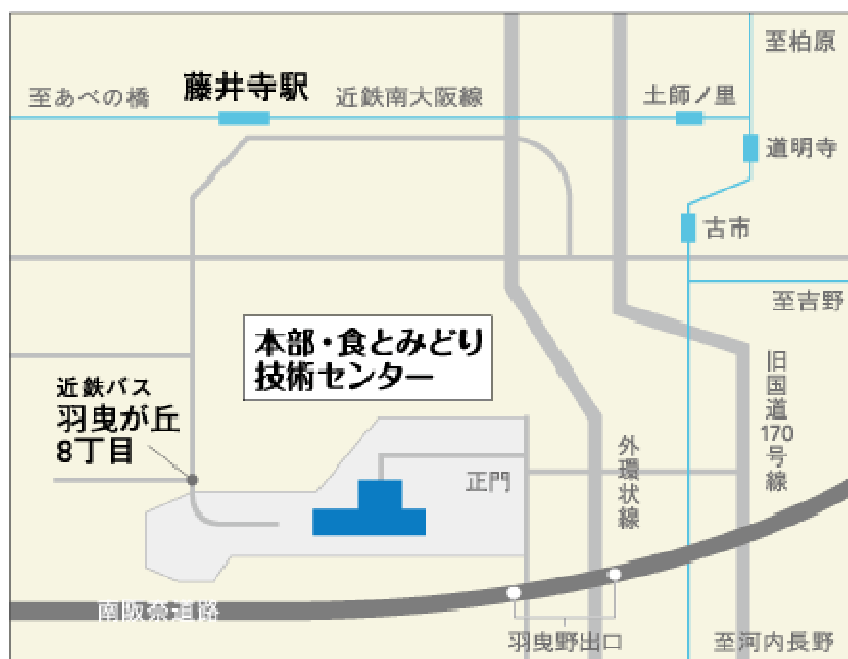 至柏原
藤井寺駅
至あべの橋
近鉄南大阪線
土師ノ里
道明寺
古市
至吉野
本部・食とみどり
技術センター
旧国道170号線
近鉄バス
羽曳が丘
8丁目
外環状線
正門
南阪奈道路
羽曳野出口
至河内長野